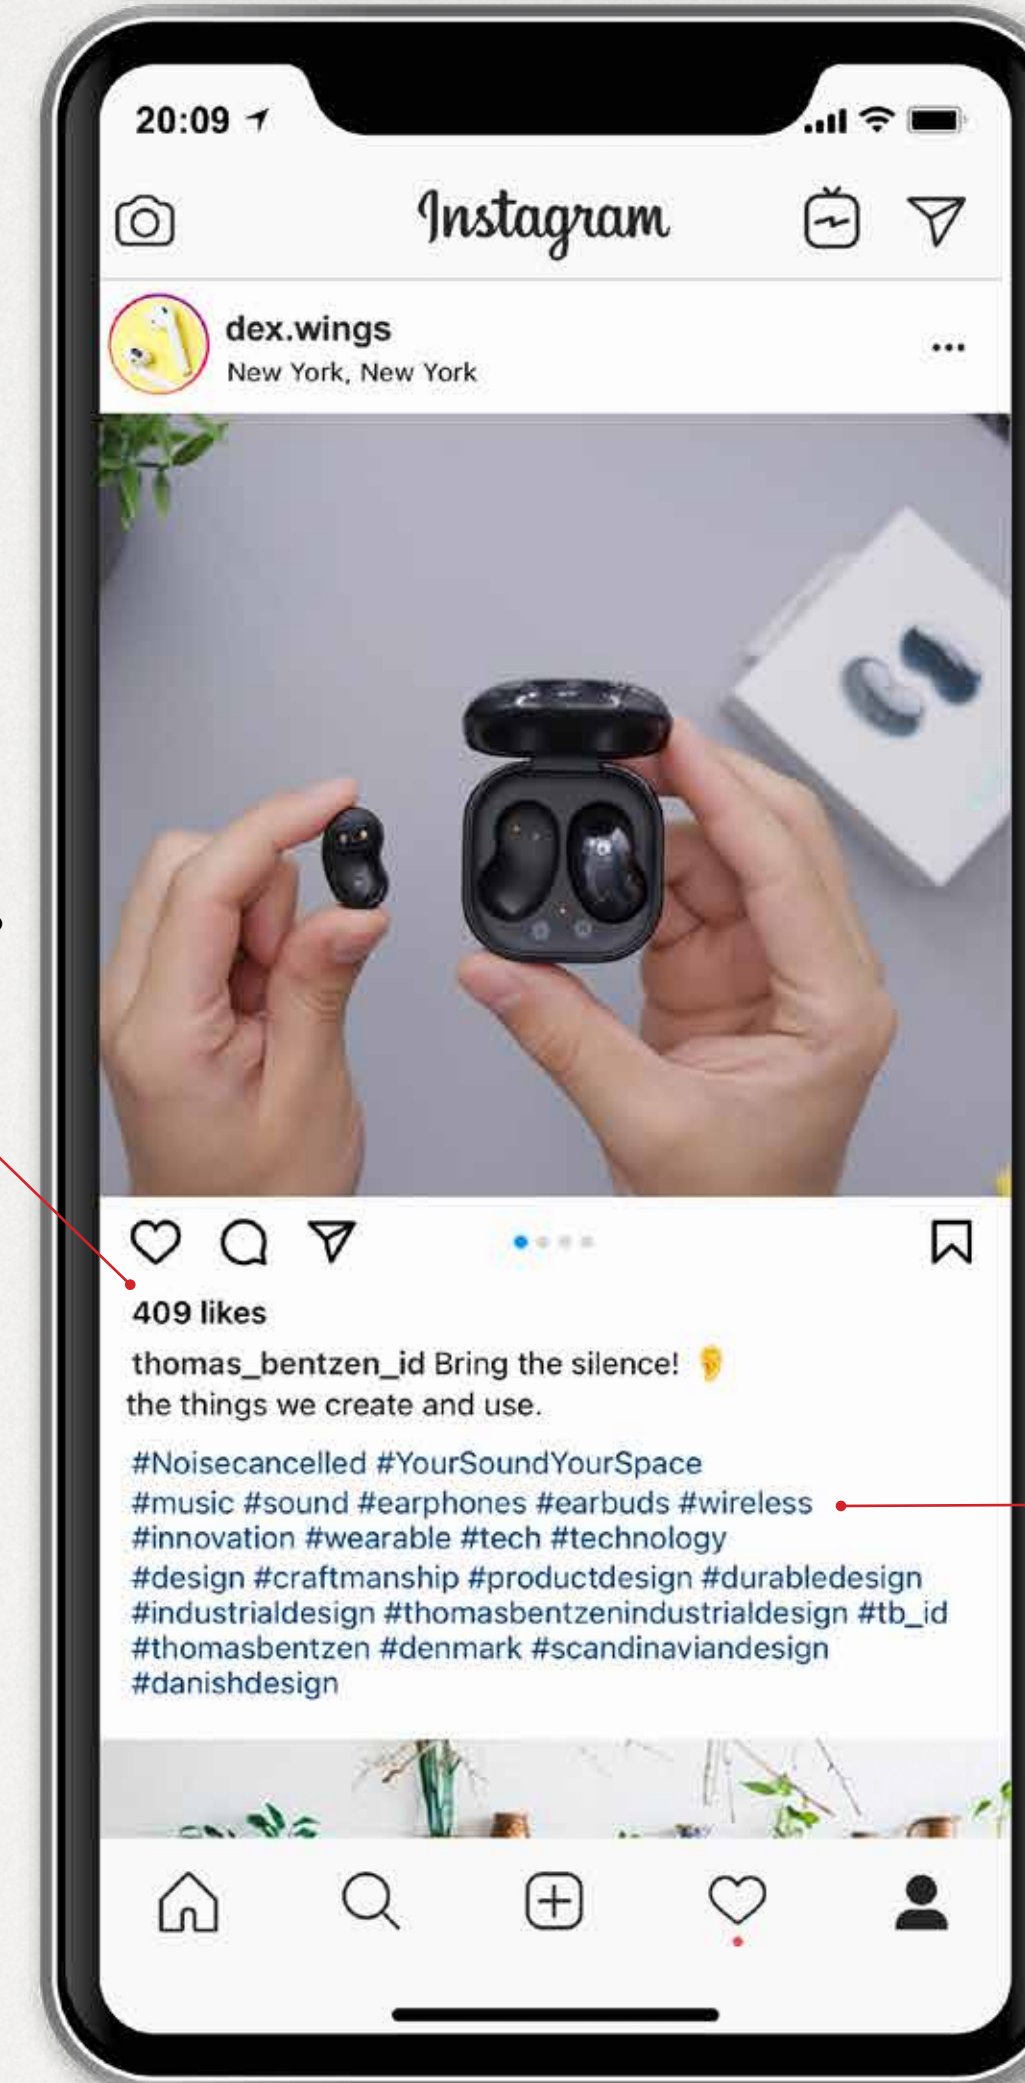 20:09
Instagram
dex.wings
New York, New York
409 likes
thomas_bentzen_id Bring the silence! 👂
the things we create and use.
#Noisecancelled #YourSoundYourSpace
#music #sound #earphones #earbuds #wireless
#innovation #wearable #tech #technology
#design #craftmanship #productdesign #durabledesign
#industrialdesign #thomasbentzenindustrialdesign #tb_id
#thomasbentzen #denmark #scandinaviandesign
#danishdesign